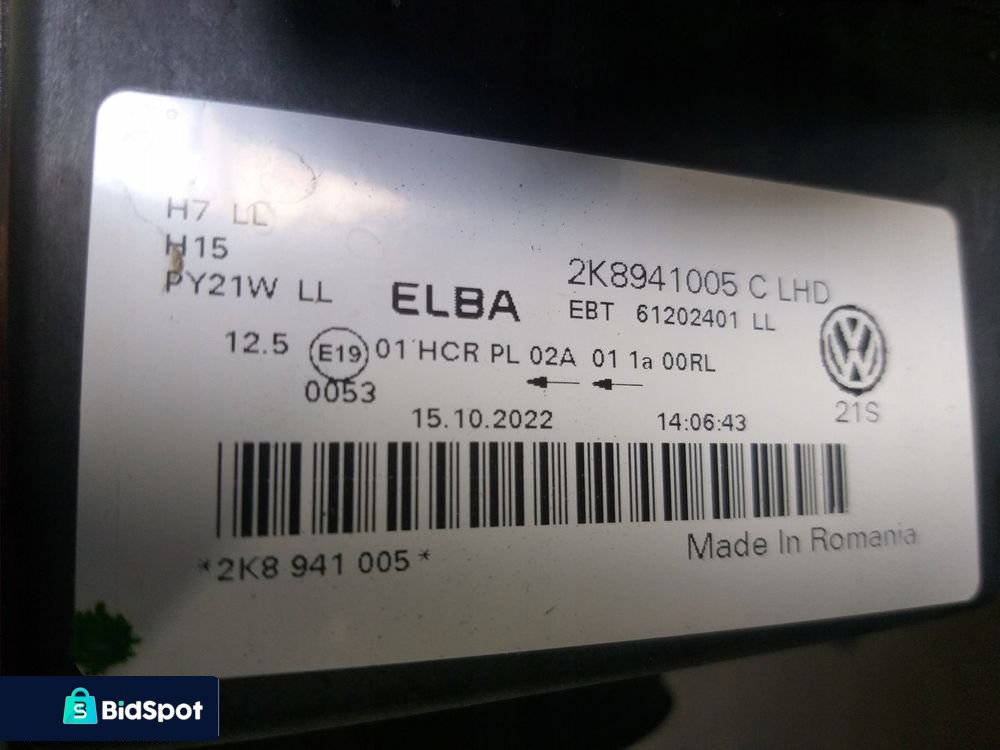 H7 LL
H15
PY21W LL
ELBA
2K8941005 C LHD
EBT 61202401 LL
12.5 E19 01 HCR PL 02A 01 1a 00RL
0053
21S
15.10.2022 14:06:43
*2K8 941 005*
Made In Romania
BidSpot